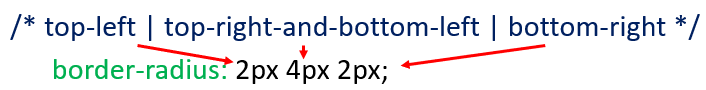 /* top-left | top-right-and-bottom-left | bottom-right */
border-radius: 2px 4px 2px;